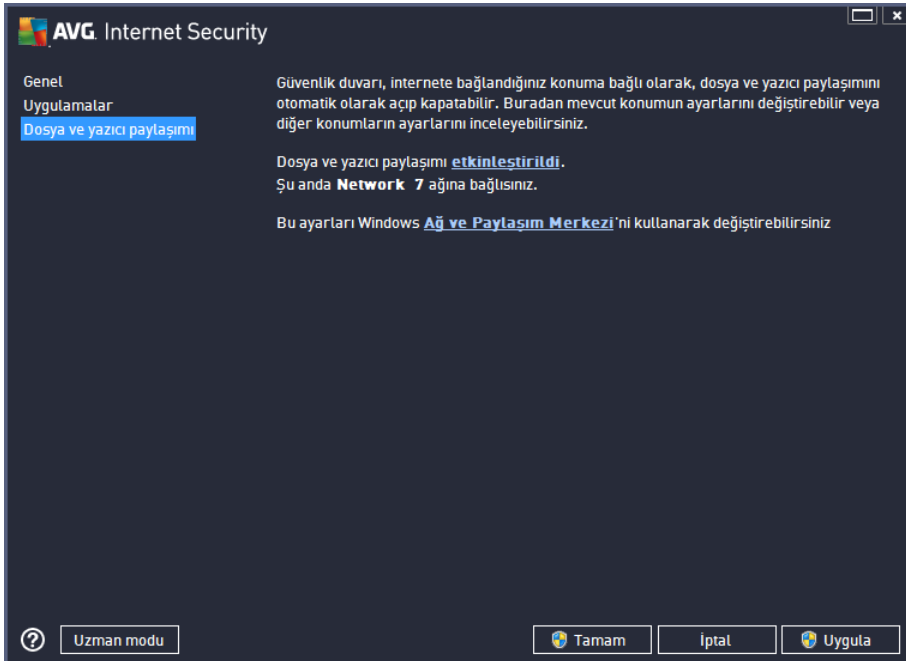 AVG. Internet Security
Genel
Uygulamalar
Dosya ve yazıcı paylaşımı
Güvenlik duvarı, internete bağlandığınız konuma bağlı olarak, dosya ve yazıcı paylaşımını
otomatik olarak açıp kapatabilir. Buradan mevcut konumun ayarlarını değiştirebilir veya
diğer konumların ayarlarını inceleyebilirsiniz.
Dosya ve yazıcı paylaşımı etkinleştirildi.
Şu anda Network 7 ağına bağlısınız.
Bu ayarları Windows Ağ ve Paylaşım Merkezi'ni kullanarak değiştirebilirsiniz
? Uzman modu Tamam İptal Uygula